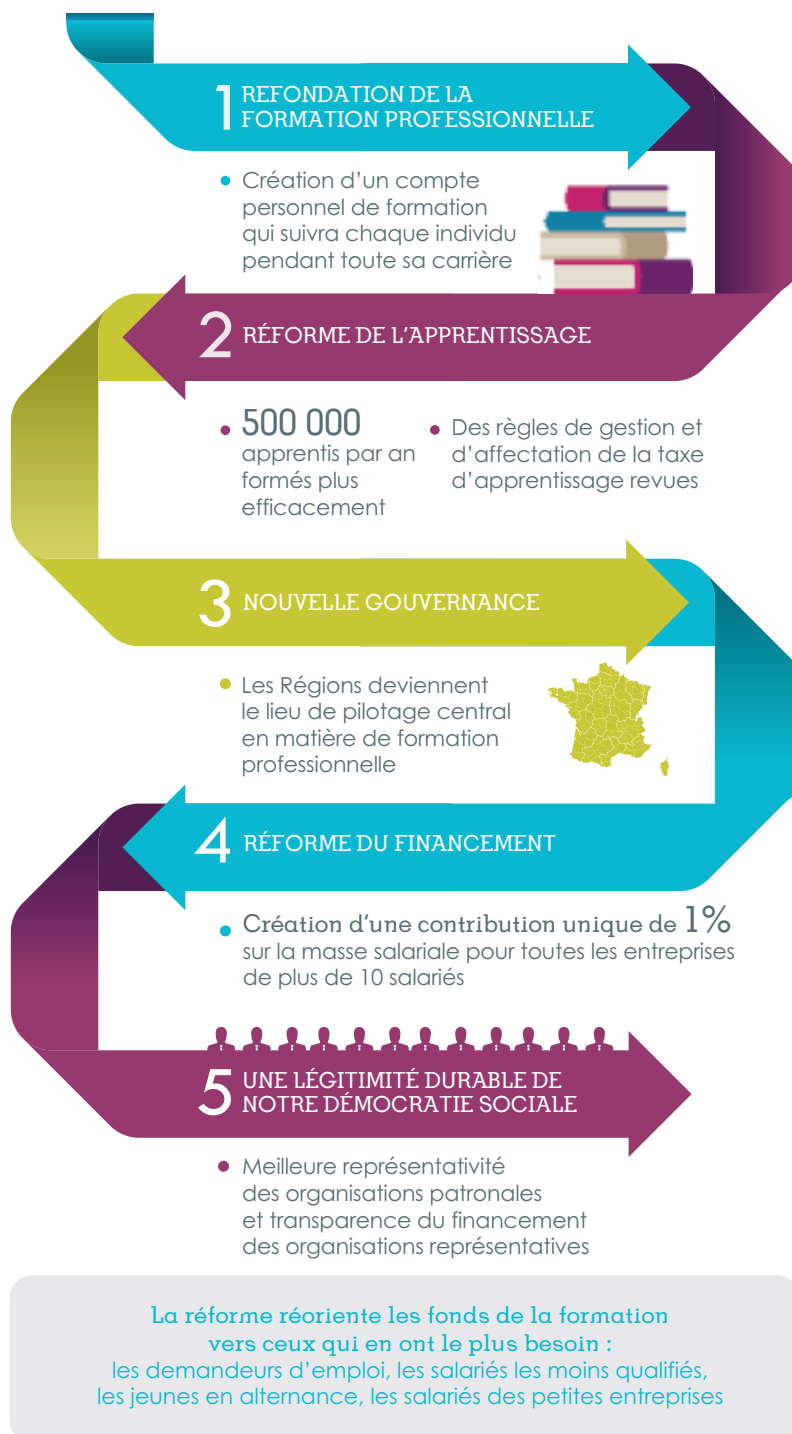 1 REFONDATION DE LA
FORMATION PROFESSIONNELLE
• Création d’un compte
personnel de formation
qui suivra chaque individu
pendant toute sa carrière
2 RÉFORME DE L’APPRENTISSAGE
• 500 000
apprentis par an
formés plus
efficacement
• Des règles de gestion et
d’affectation de la taxe
d’apprentissage revues
3 NOUVELLE GOUVERNANCE
• Les Régions deviennent
le lieu de pilotage central
en matière de formation
professionnelle
4 RÉFORME DU FINANCEMENT
• Création d’une contribution unique de 1%
sur la masse salariale pour toutes les entreprises
de plus de 10 salariés
5 UNE LÉGITIMITÉ DURABLE DE
NOTRE DÉMOCRATIE SOCIALE
• Meilleure représentativité
des organisations patronales
et transparence du financement
des organisations représentatives
La réforme réoriente les fonds de la formation
vers ceux qui en ont le plus besoin :
les demandeurs d’emploi, les salariés les moins qualifiés,
les jeunes en alternance, les salariés des petites entreprises